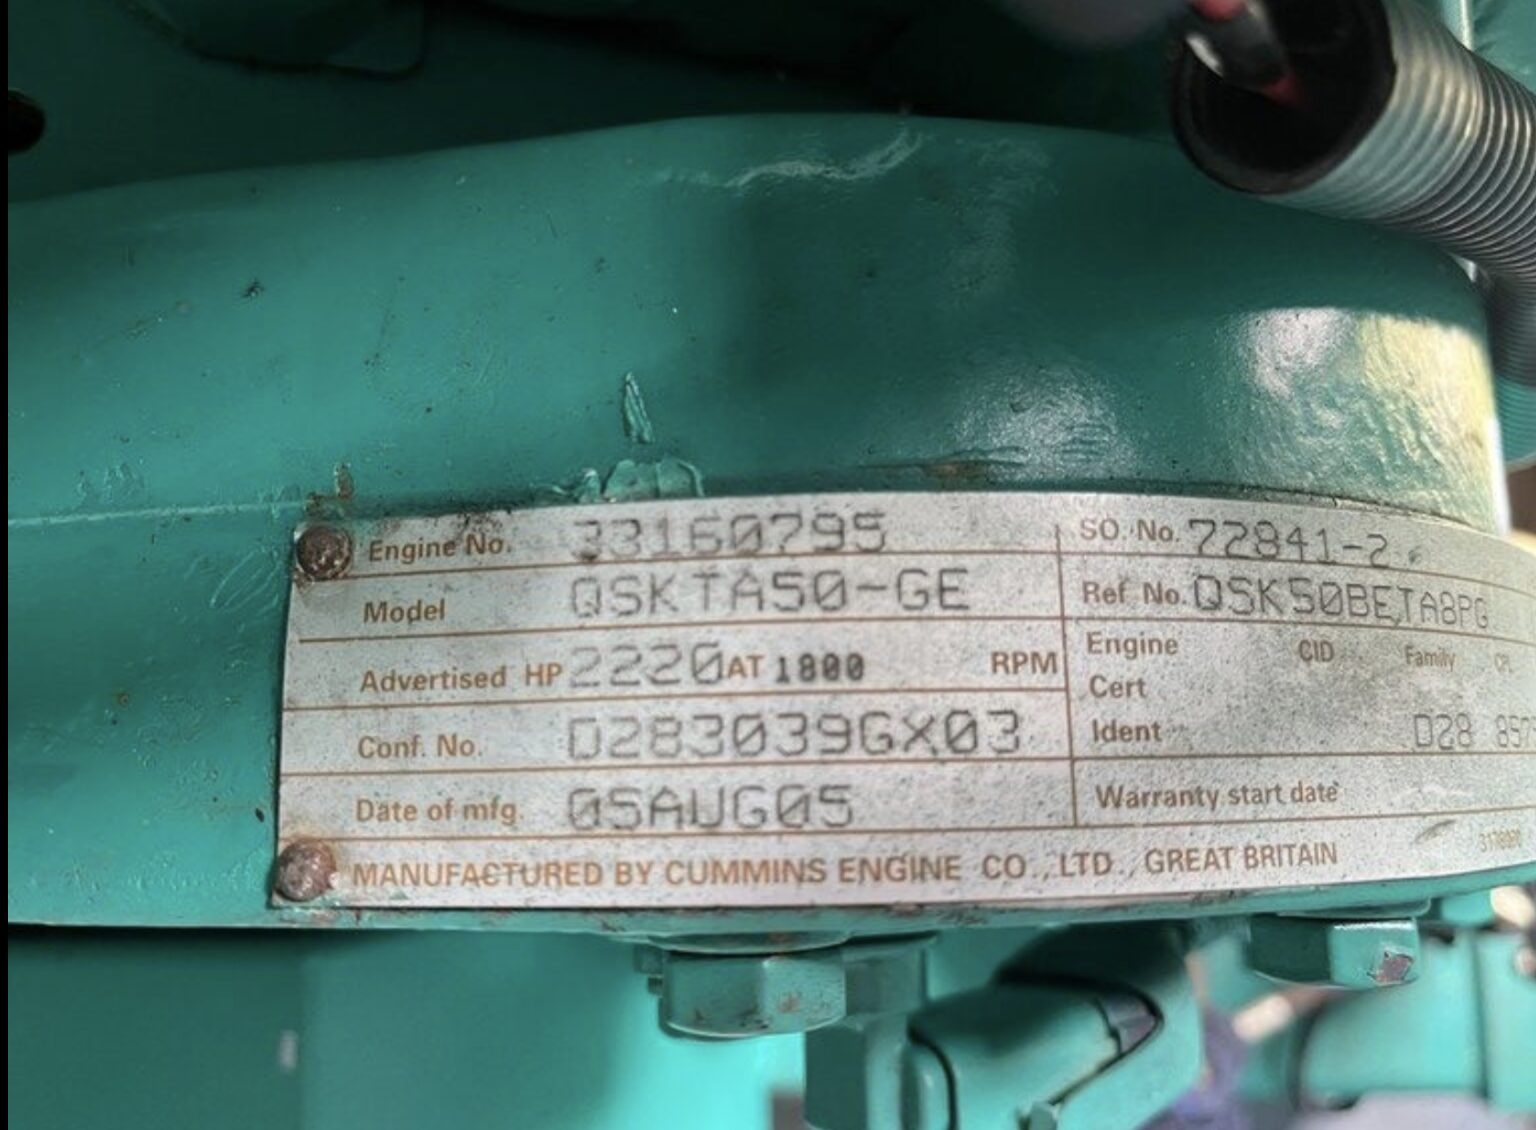 Engine No. 33160795
Model QSKTA50-GE
Advertised HP 2220 AT 1800 RPM
Conf. No. D283039GX03
Date of mfg. 05AUG05
SO. No. 72841-2
Ref No. QSK50BETA8PG
Engine CID Family
Cert
Ident D28
Warranty start date
MANUFACTURED BY CUMMINS ENGINE CO., LTD., GREAT BRITAIN